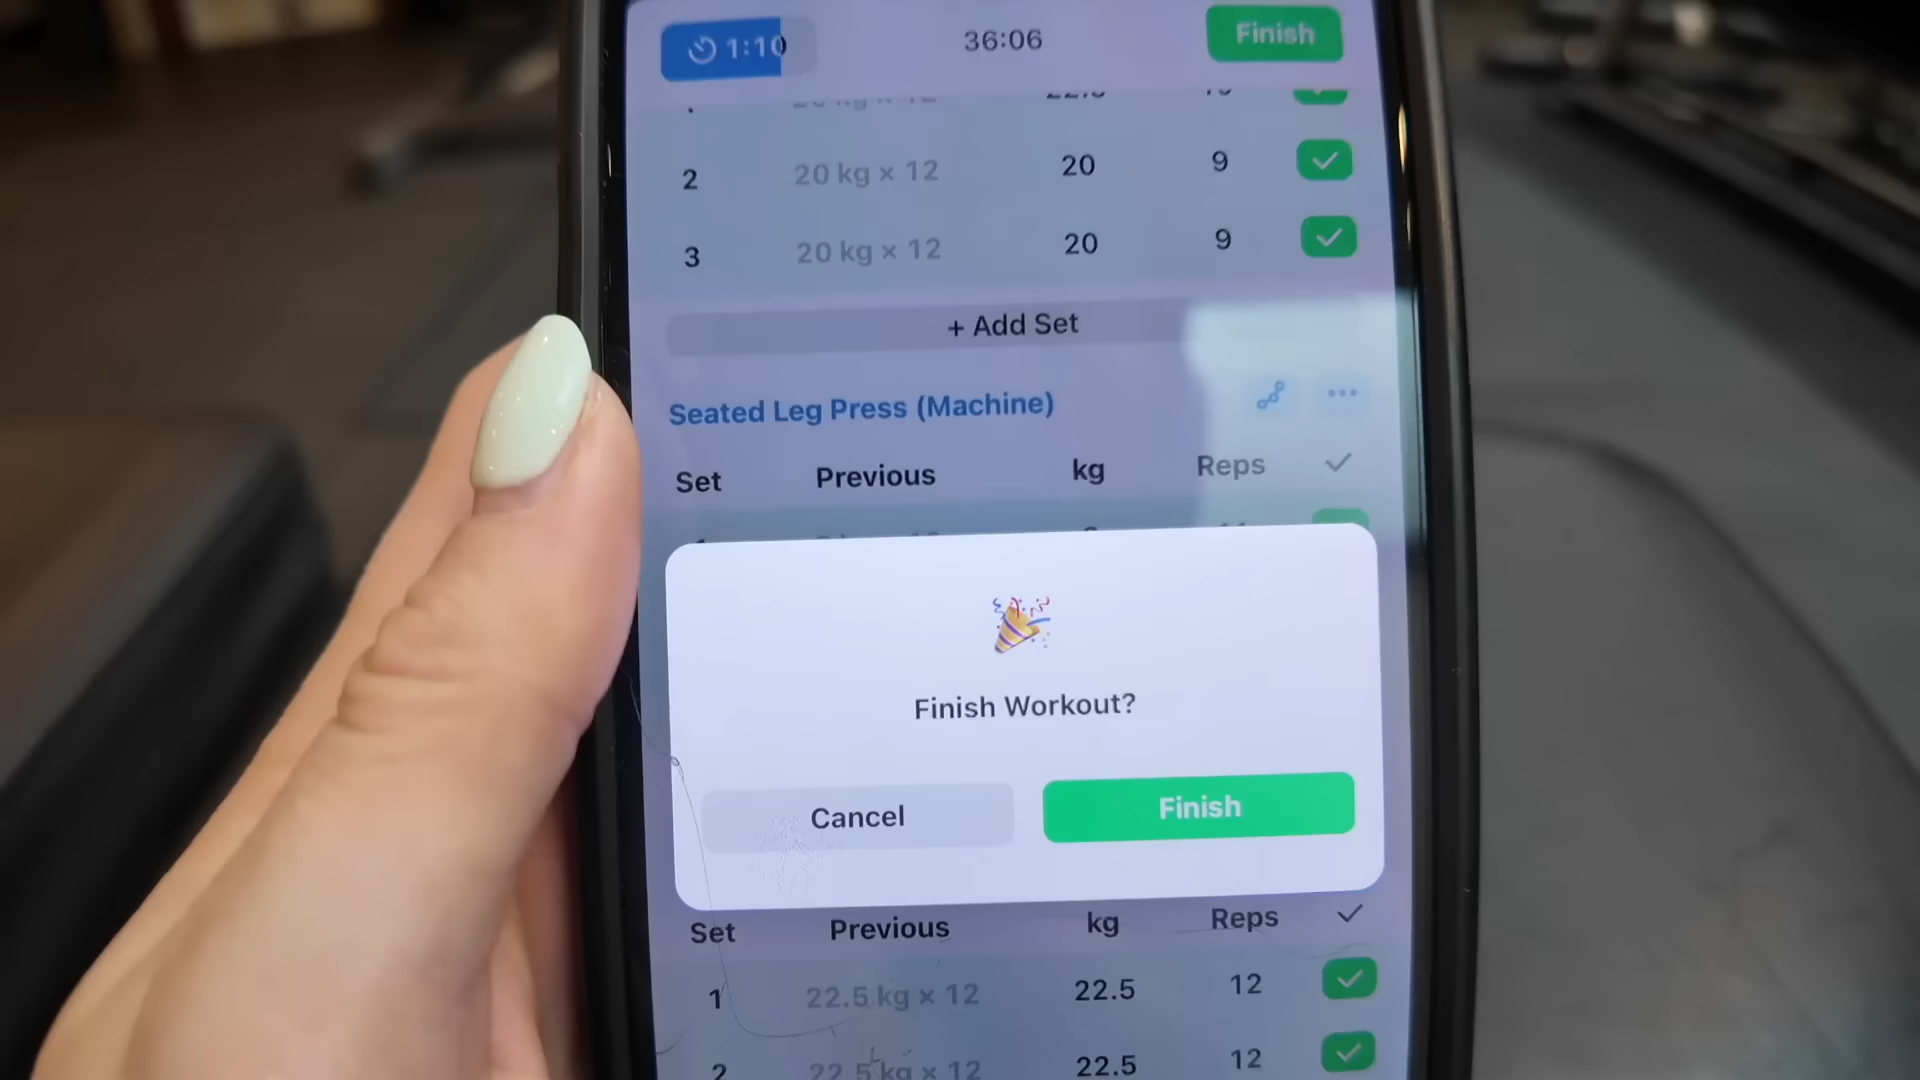 1:10 36:06 Finish
2 20 kg × 12 20 9
3 20 kg × 12 20 9
+ Add Set
Seated Leg Press (Machine)
Set Previous kg Reps
Finish Workout?
Cancel Finish
Set Previous kg Reps
1 22.5 kg × 12 22.5 12
2 22.5 kg × 12 22.5 12